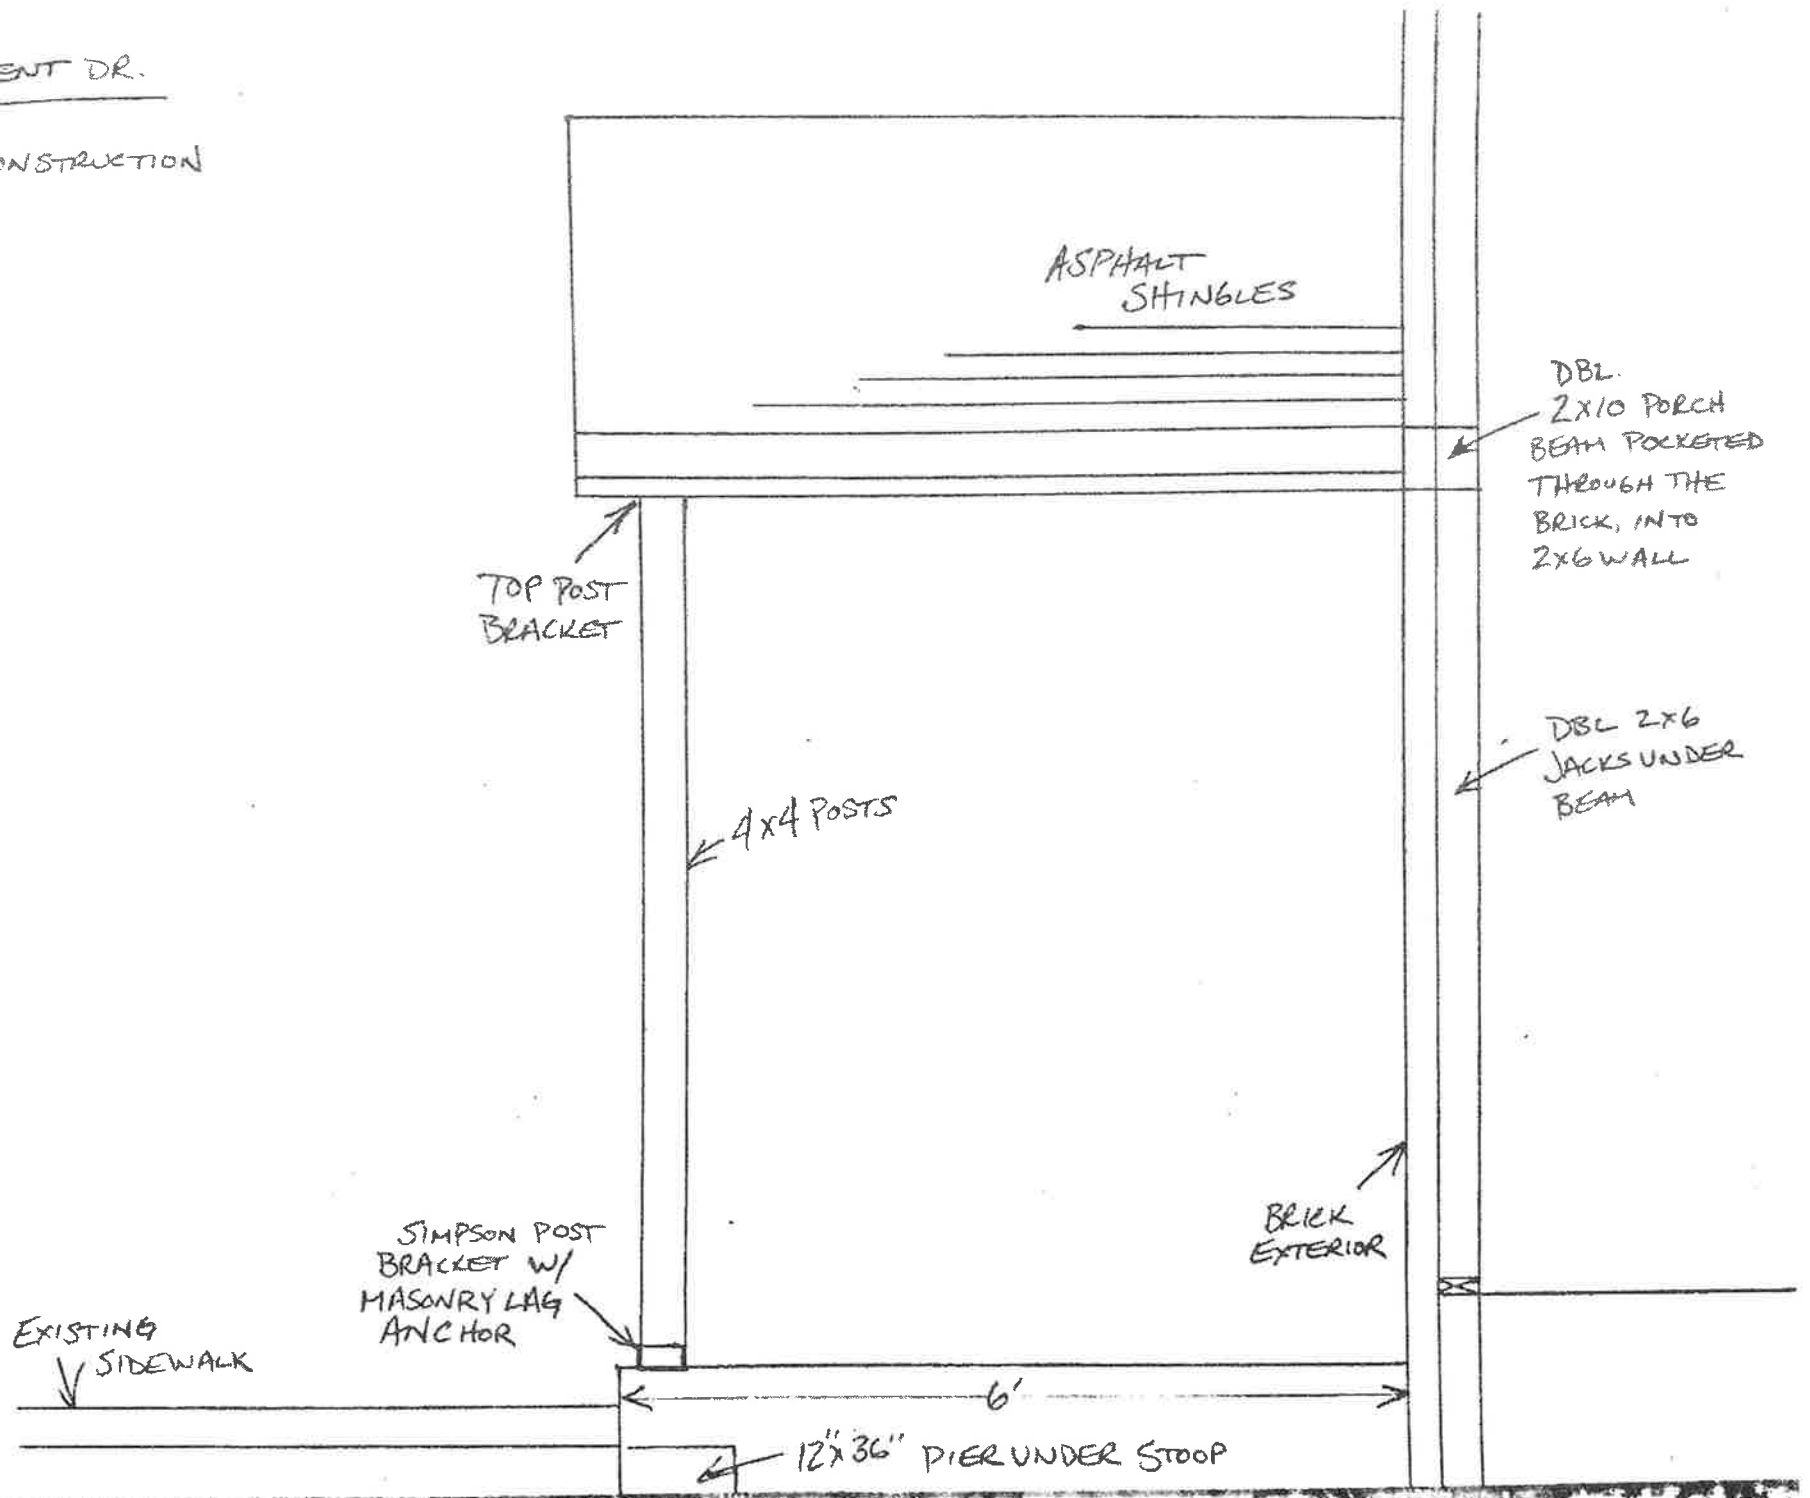 ENT DR.
ONSTRUCTION
ASPHALT
SHINGLES
DBL.
2X10 PORCH
BEAM POCKETED
THROUGH THE
BRICK, INTO
2X6 WALL
TOP POST
BRACKET
DBL 2X6
JACKS UNDER
BEAM
4X4 POSTS
BRICK
EXTERIOR
SIMPSON POST
BRACKET W/
MASONRY LAG
ANCHOR
EXISTING
SIDEWALK
6'
12"X36" PIER UNDER STOOP